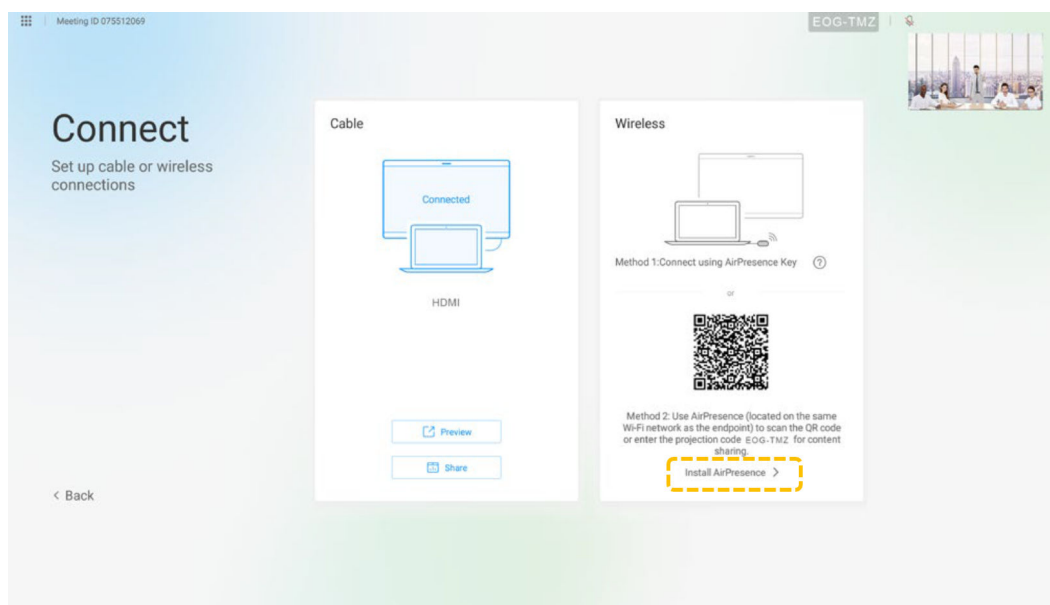 Meeting ID 075512069
EOG-TMZ
Connect
Set up cable or wireless
connections
Cable
Connected
HDMI
Preview
Share
Wireless
Method 1:Connect using AirPresence Key
?
or
Method 2: Use AirPresence (located on the same
Wi-Fi network as the endpoint) to scan the QR code
or enter the projection code EOG-TMZ for content
sharing.
Install AirPresence >
< Back